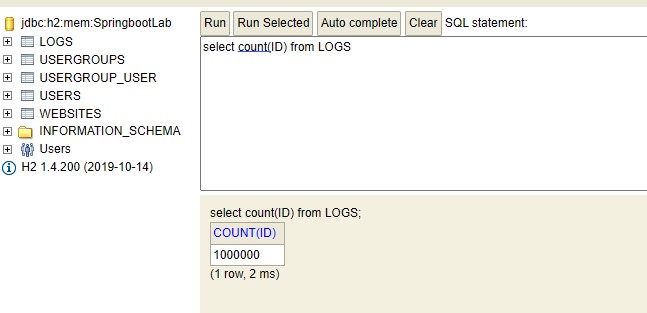 jdbc:h2:mem:SpringbootLab
LOGS
USERGROUPS
USERGROUP_USER
USERS
WEBSITES
INFORMATION_SCHEMA
Users
H2 1.4.200 (2019-10-14)
Run Run Selected Auto complete Clear SQL statement:
select count(ID) from LOGS
select count(ID) from LOGS;
COUNT(ID)
1000000
(1 row, 2 ms)